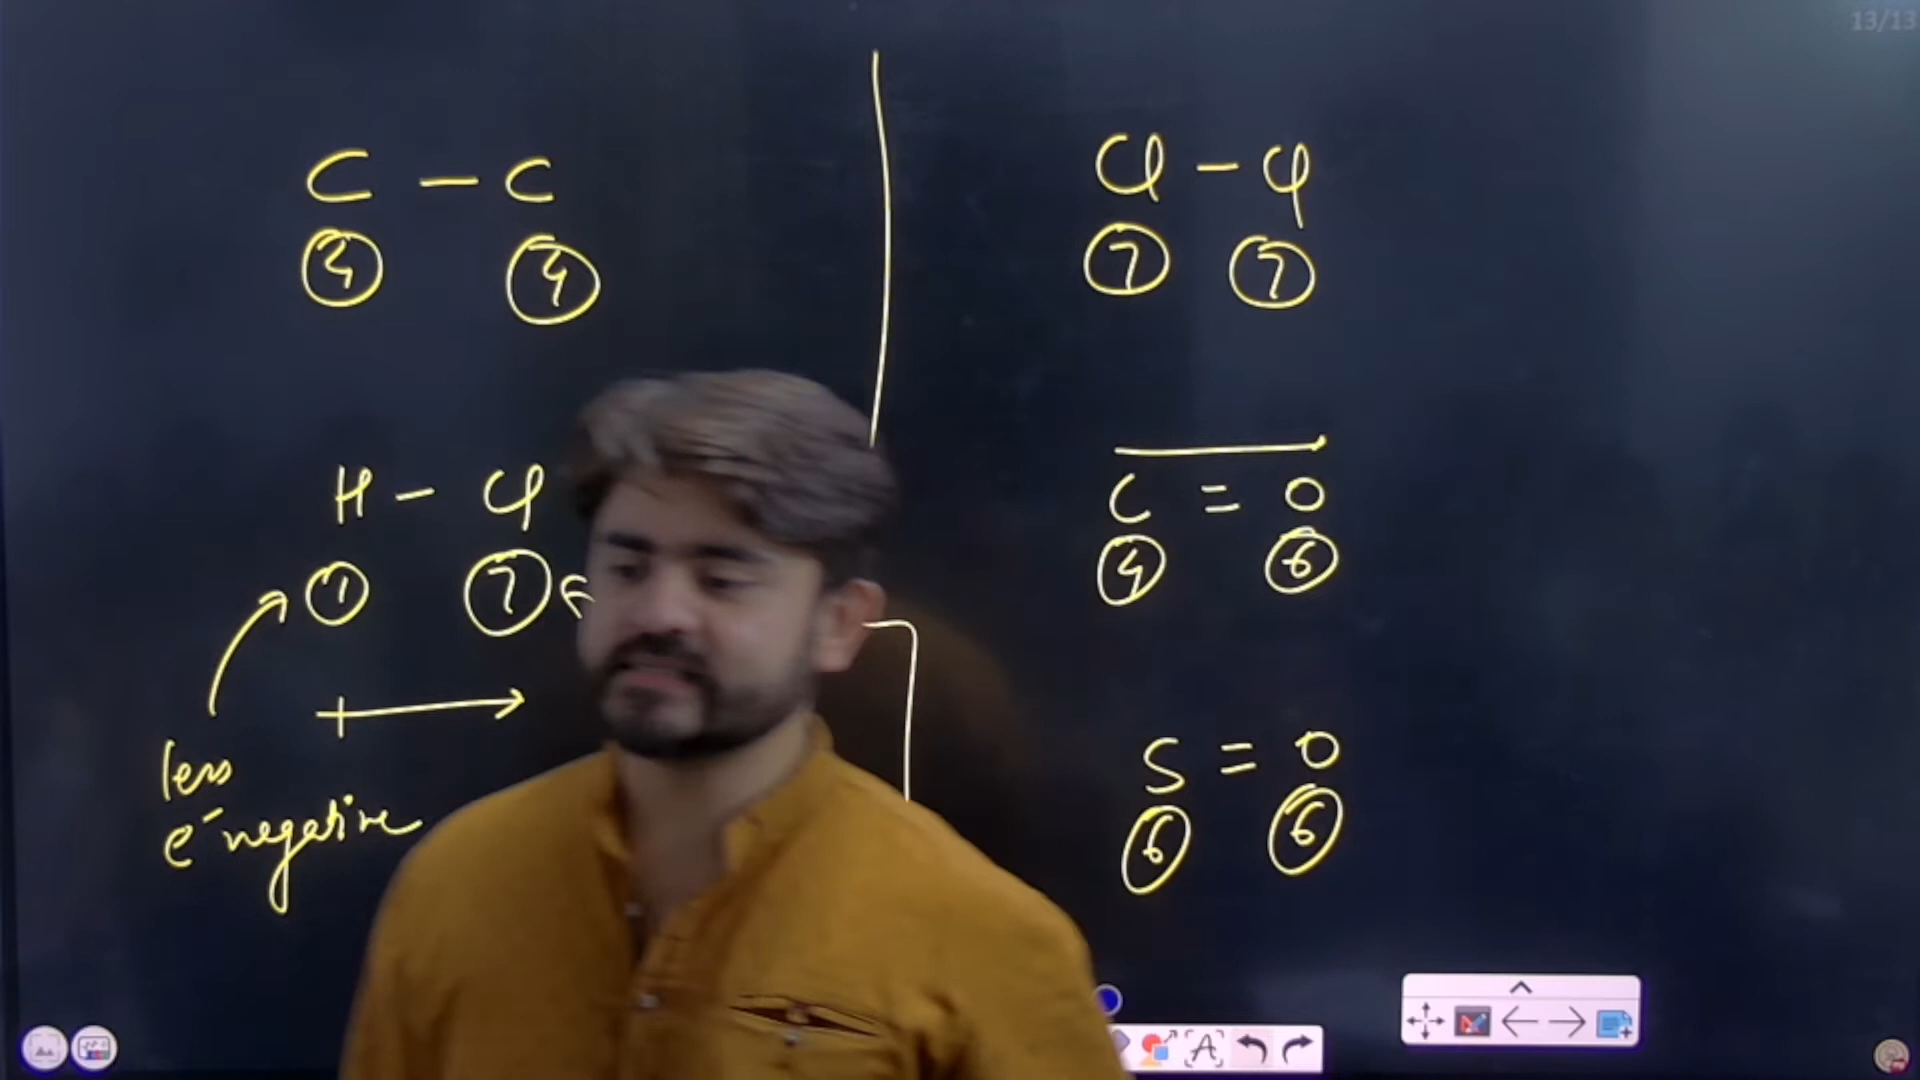 13/13
C - C
4 4
Cl - Cl
7 7
H - Cl
1 7
less
e⁻negative
C = O
4 6
S = O
6 6